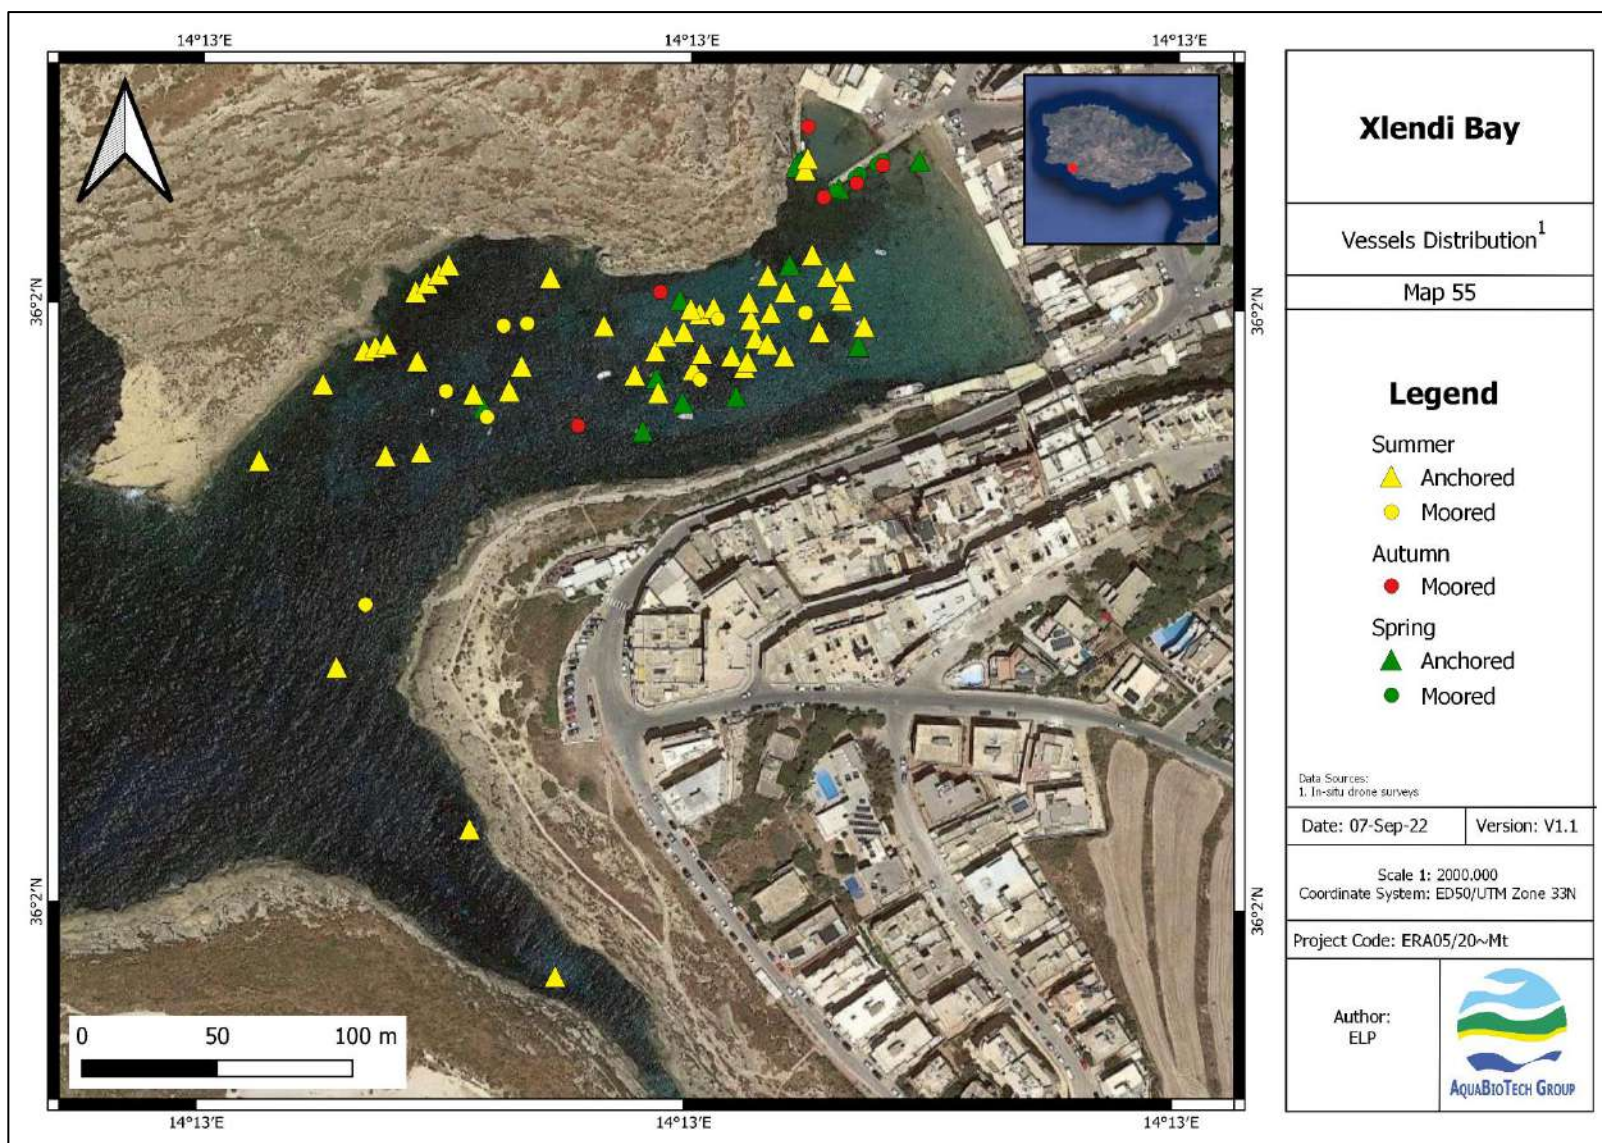 14°13′E 14°13′E 14°13′E
36°2′N 36°2′N
36°2′N 36°2′N
14°13′E 14°13′E 14°13′E
0 50 100 m
Xlendi Bay
Vessels Distribution1
Map 55
Legend
Summer
Anchored
Moored
Autumn
Moored
Spring
Anchored
Moored
Data Sources:
1. In-situ drone surveys
Date: 07-Sep-22 Version: V1.1
Scale 1: 2000.000
Coordinate System: ED50/UTM Zone 33N
Project Code: ERA05/20~Mt
Author:
ELP
AQUABIOTECH GROUP